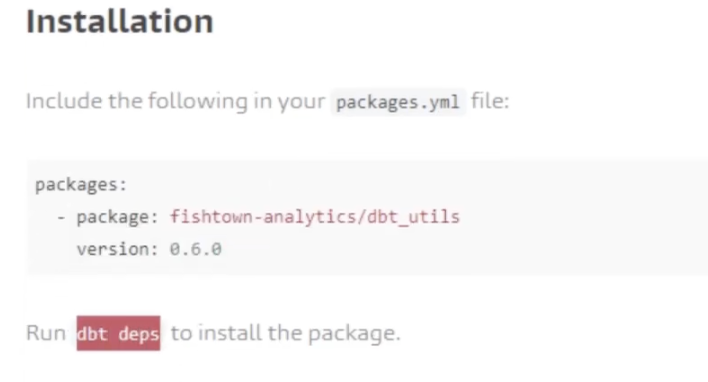 Installation
Include the following in your packages.yml file:
packages:
  - package: fishtown-analytics/dbt_utils
    version: 0.6.0
Run dbt deps to install the package.